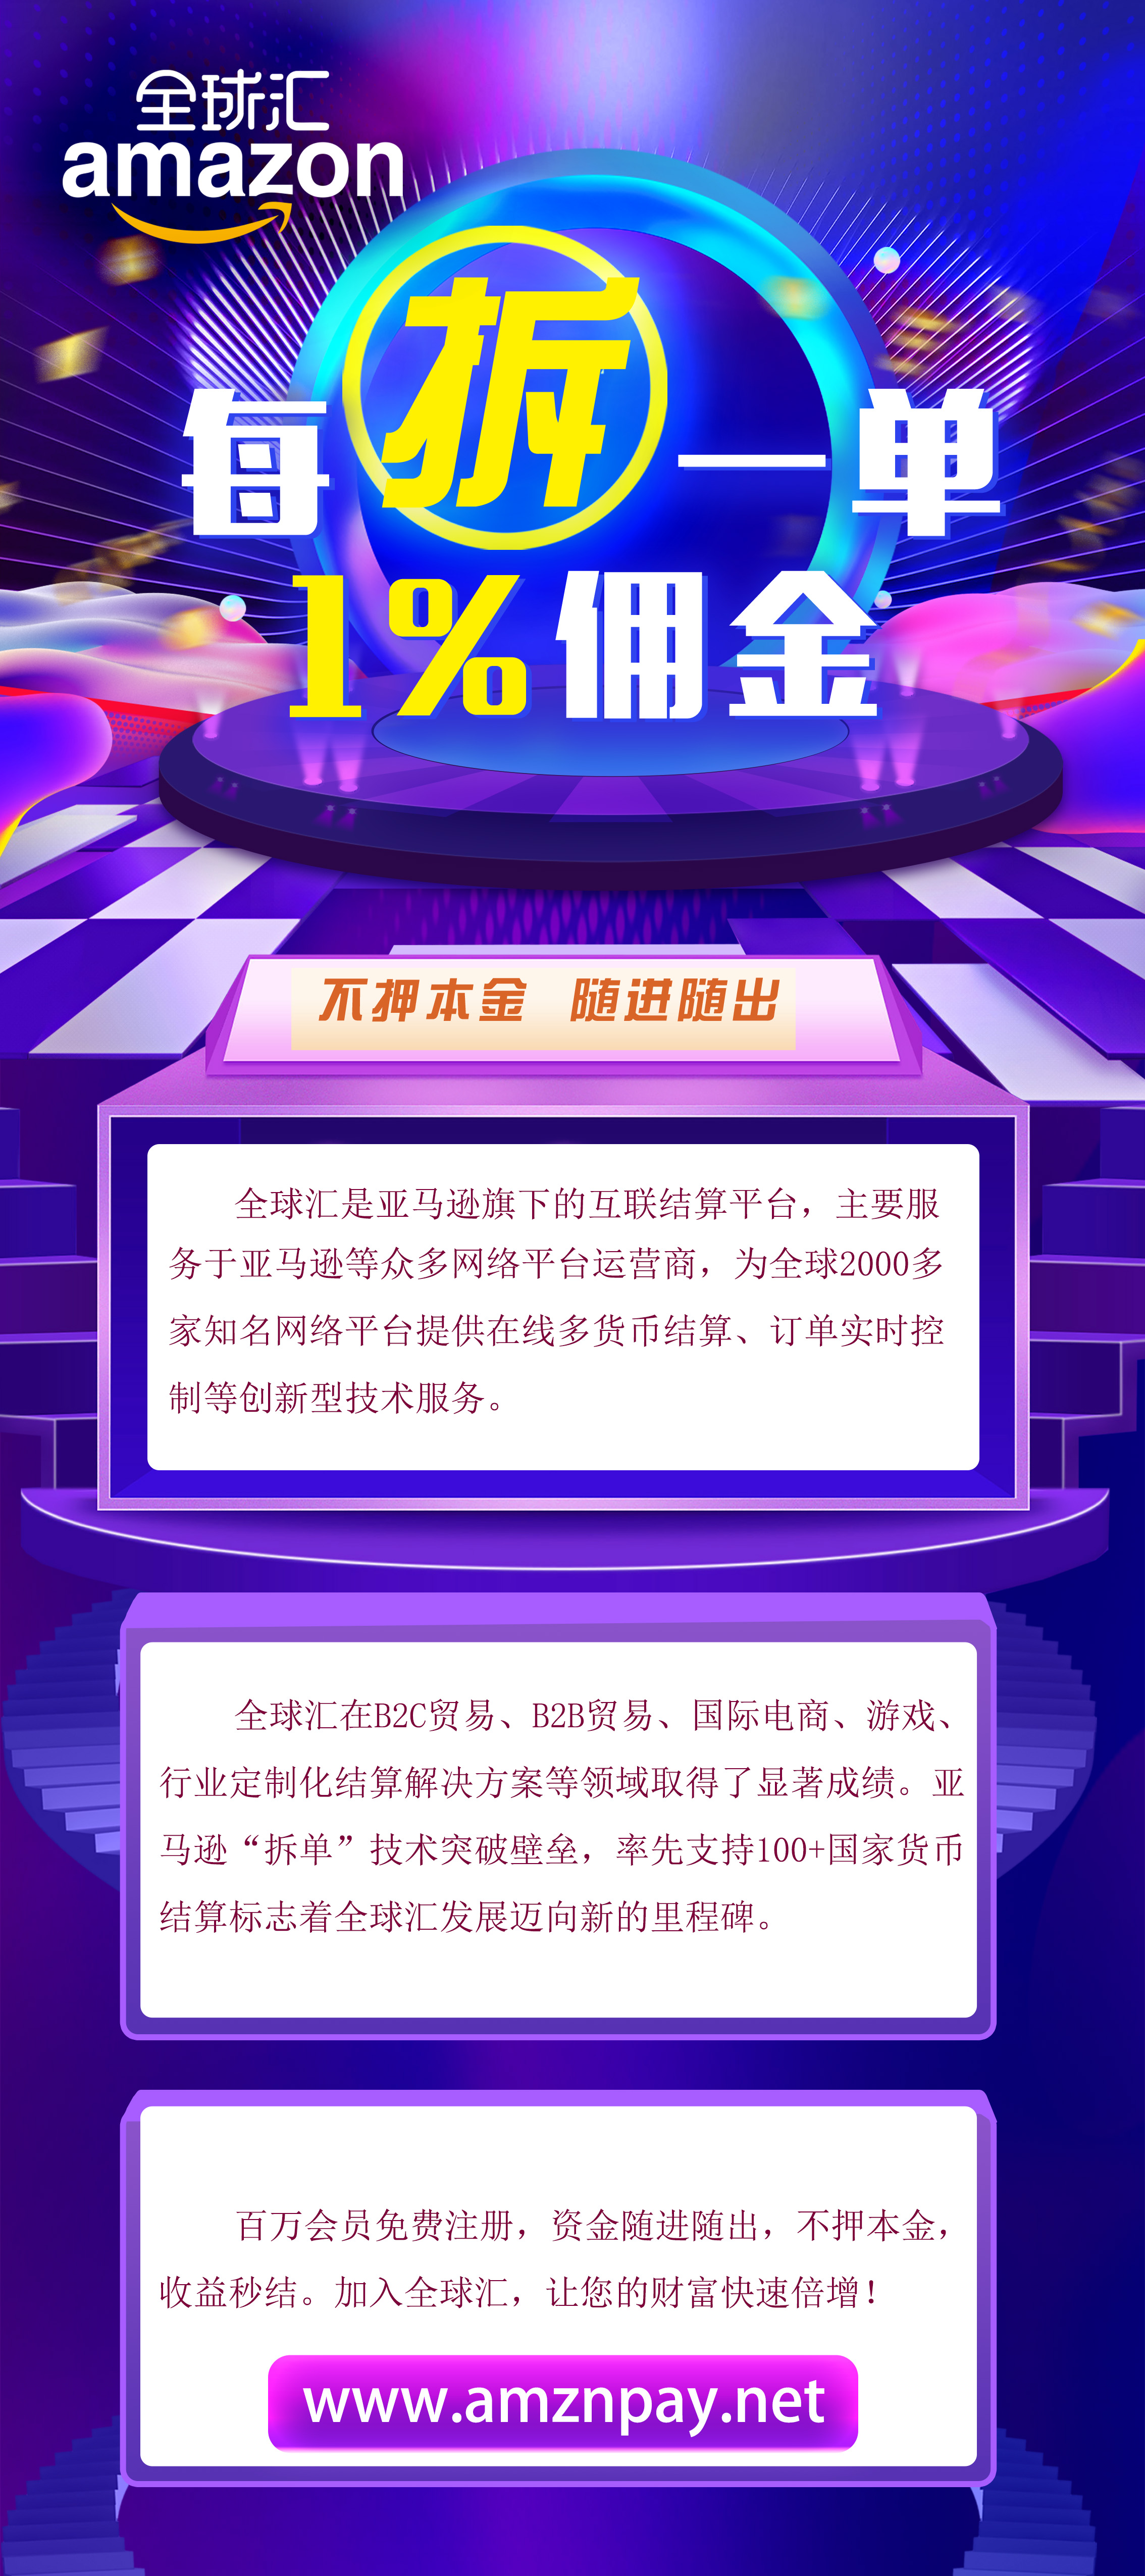 全球汇
amazon
每拆一单
1%佣金
不押本金 随进随出
全球汇是亚马逊旗下的互联结算平台，主要服
务于亚马逊等众多网络平台运营商，为全球2000多
家知名网络平台提供在线多货币结算、订单实时控
制等创新型技术服务。
全球汇在B2C贸易、B2B贸易、国际电商、游戏、
行业定制化结算解决方案等领域取得了显著成绩。亚
马逊“拆单”技术突破壁垒，率先支持100+国家货币
结算标志着全球汇发展迈向新的里程碑。
百万会员免费注册，资金随进随出，不押本金，
收益秒结。加入全球汇，让您的财富快速倍增！
www.amznpay.net